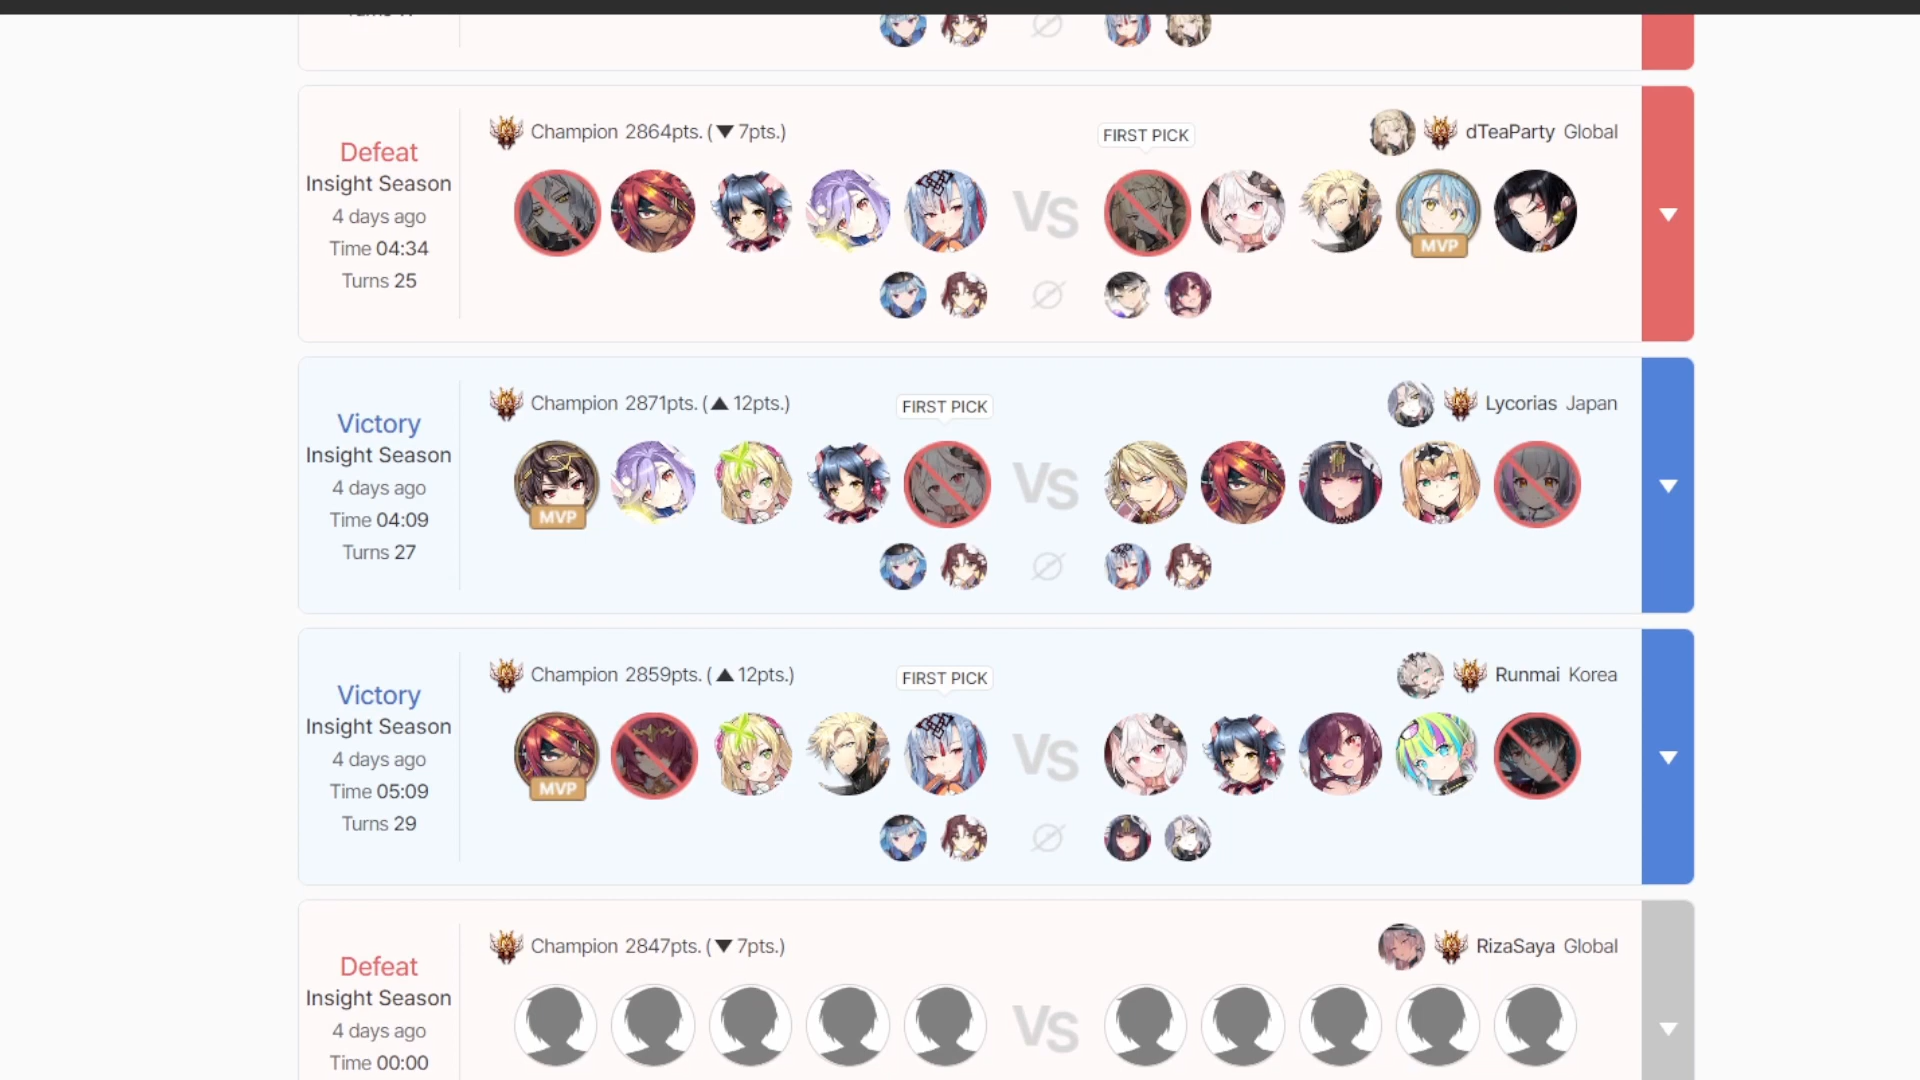 Champion 2864pts. (▼ 7pts.)
FIRST PICK
dTeaParty Global
Defeat
Insight Season
4 days ago
Time 04:34
Turns 25
VS
MVP
Champion 2871pts. (▲ 12pts.)
FIRST PICK
Lycorias Japan
Victory
Insight Season
4 days ago
Time 04:09
Turns 27
MVP
VS
Champion 2859pts. (▲ 12pts.)
FIRST PICK
Runmai Korea
Victory
Insight Season
4 days ago
Time 05:09
Turns 29
MVP
VS
Champion 2847pts. (▼ 7pts.)
RizaSaya Global
Defeat
Insight Season
4 days ago
Time 00:00
VS